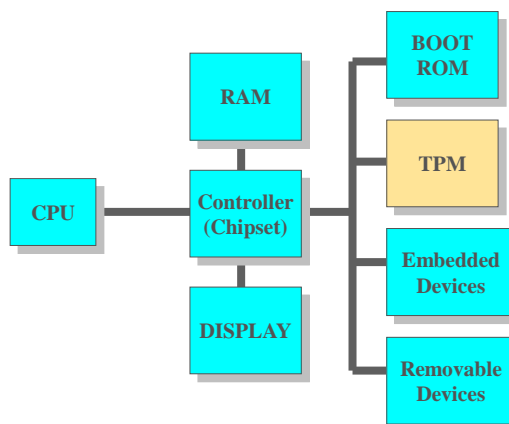 BOOT
ROM
RAM
TPM
CPU
Controller
(Chipset)
Embedded
Devices
DISPLAY
Removable
Devices